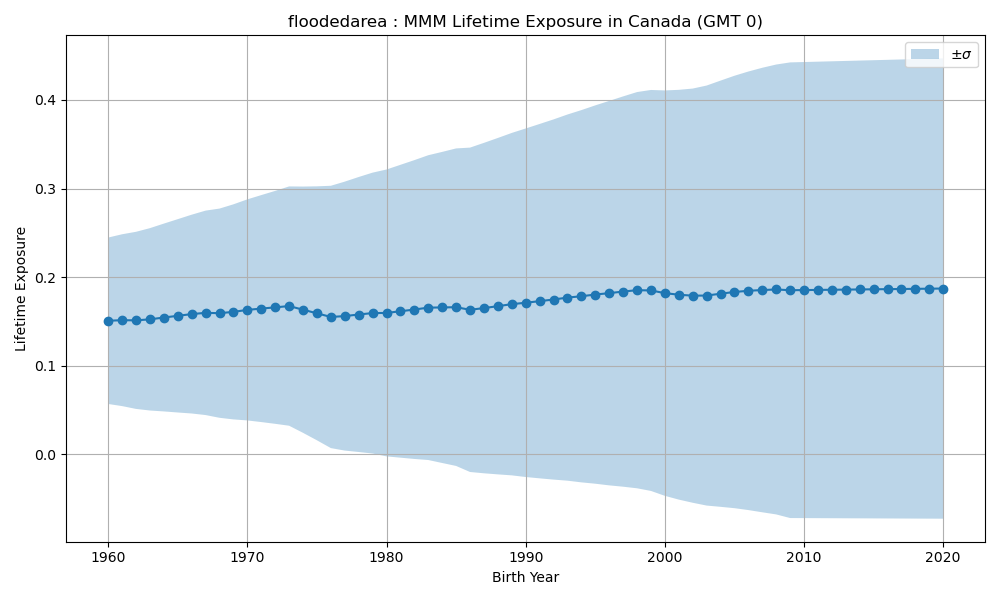 floodedarea : MMM Lifetime Exposure in Canada (GMT 0)
±σ
Lifetime Exposure
0.4
0.3
0.2
0.1
0.0
1960 1970 1980 1990 2000 2010 2020
Birth Year